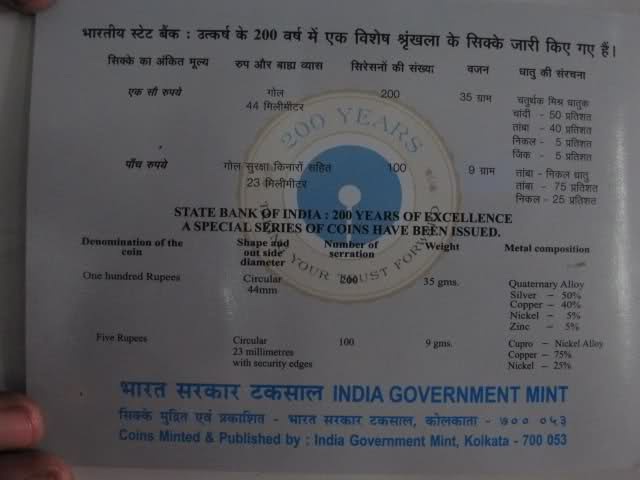 भारतीय स्टेट बैंक : उत्कर्ष के 200 वर्ष में एक विशेष श्रृंखला के सिक्के जारी किए गए हैं।
सिक्के का अंकित मूल्य रुप और बाह्य व्यास सिरेसनों की संख्या वजन धातु की संरचना
एक सौ रुपये गोल 200 35 ग्राम चतुर्थक मिश्र धातुक
44 मिलीमीटर चांदी - 50 प्रतिशत
तांबा - 40 प्रतिशत
निकल - 5 प्रतिशत
जिंक - 5 प्रतिशत
200 YEARS
पाँच रुपये गोल सुरक्षा किनारों सहित 100 9 ग्राम तांबा - निकल धातु
23 मिलीमीटर तांबा - 75 प्रतिशत
निकल - 25 प्रतिशत
STATE BANK OF INDIA : 200 YEARS OF EXCELLENCE
A SPECIAL SERIES OF COINS HAVE BEEN ISSUED.
Denomination of the Shape and Number of Weight Metal composition
coin out side serration
diameter
YOUR TRUST FORWARD
One hundred Rupees Circular 200 35 gms. Quaternary Alloy
44mm Silver – 50%
Copper – 40%
Nickel – 5%
Zinc – 5%
Five Rupees Circular 100 9 gms. Cupro – Nickel Alloy
23 millimetres Copper – 75%
with security edges Nickel – 25%
भारत सरकार टकसाल INDIA GOVERNMENT MINT
सिक्के मुद्रित एवं प्रकाशित - भारत सरकार टकसाल, कोलकाता - ७०० ०५३
Coins Minted & Published by : India Government Mint, Kolkata - 700 053